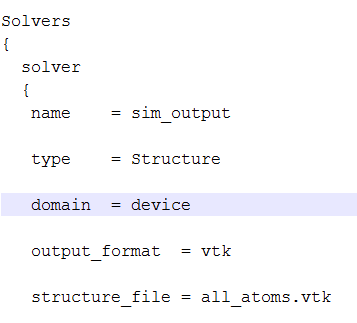 Solvers
{
solver
{
name = sim_output
type = Structure
domain = device
output_format = vtk
structure_file = all_atoms.vtk